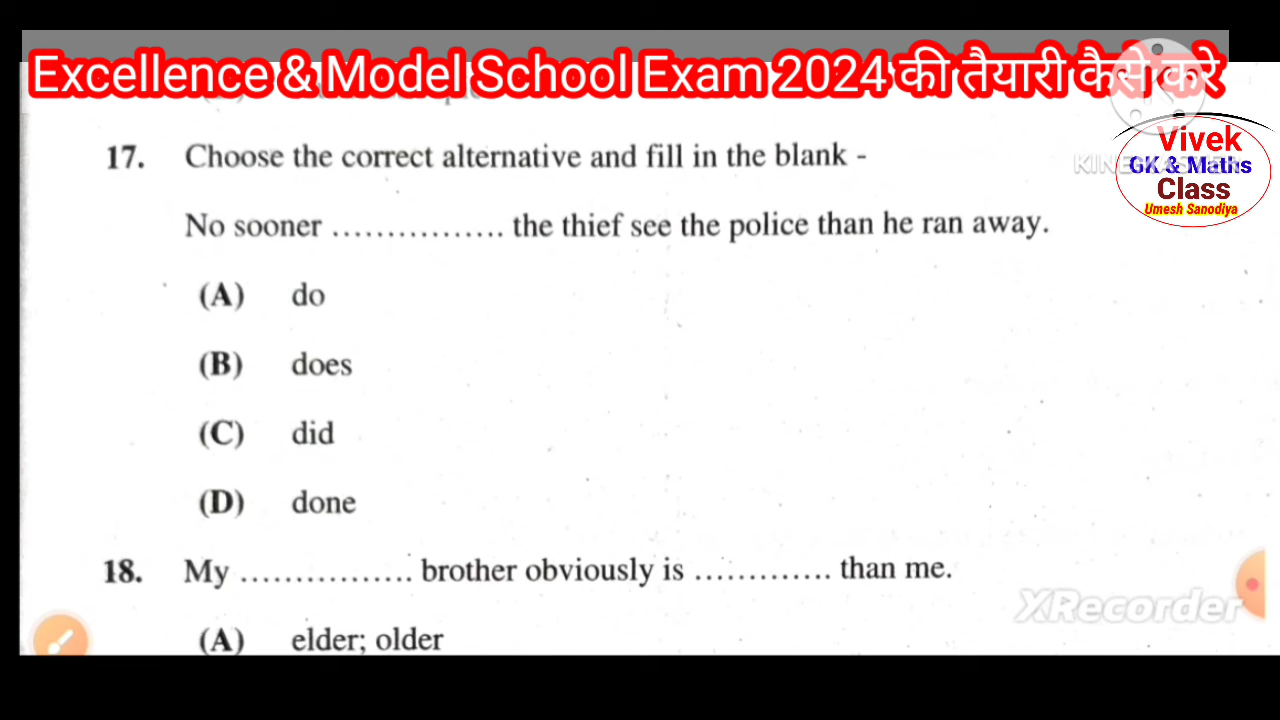 Excellence & Model School Exam 2024 की तैयारी कैसे करे
Vivek
GK & Maths
Class
Umesh Sanodiya
17. Choose the correct alternative and fill in the blank -
No sooner ................ the thief see the police than he ran away.
(A) do
(B) does
(C) did
(D) done
18. My ................ brother obviously is ............. than me.
(A) elder; older
XRecorder